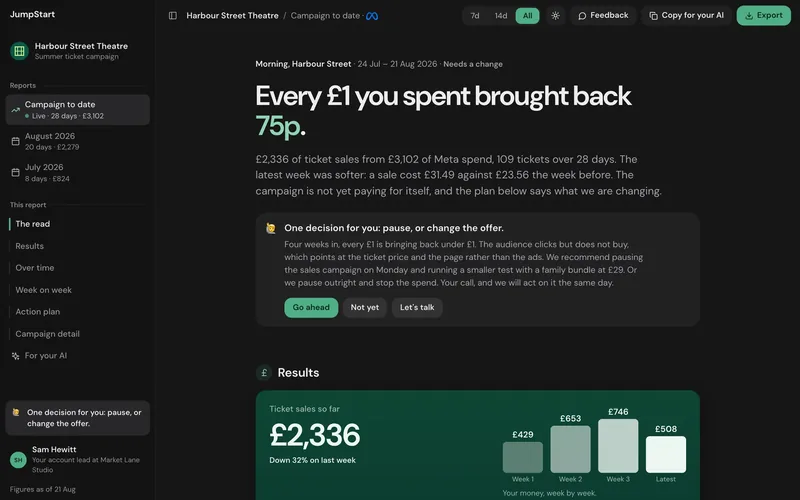 JumpStart
Harbour Street Theatre
Summer ticket campaign
Reports
Campaign to date
Live · 28 days · £3,102
August 2026
20 days · £2,279
July 2026
8 days · £824
This report
The read
Results
Over time
Week on week
Action plan
Campaign detail
For your AI
One decision for you: pause, or
change the offer.
SH
Sam Hewitt
Your account lead at Market Lane
Studio
Figures as of 21 Aug
Harbour Street Theatre / Campaign to date ·
7d
14d
All
Feedback
Copy for your AI
Export
Morning, Harbour Street · 24 Jul – 21 Aug 2026 · Needs a change
Every £1 you spent brought back
75p.
£2,336 of ticket sales from £3,102 of Meta spend, 109 tickets over 28 days. The
latest week was softer: a sale cost £31.49 against £23.56 the week before. The
campaign is not yet paying for itself, and the plan below says what we are changing.
One decision for you: pause, or change the offer.
Four weeks in, every £1 is bringing back under £1. The audience clicks but does not buy,
which points at the ticket price and the page rather than the ads. We recommend pausing
the sales campaign on Monday and running a smaller test with a family bundle at £29. Or
we pause outright and stop the spend. Your call, and we will act on it the same day.
Go ahead
Not yet
Let's talk
£
Results
Ticket sales so far
£2,336
Down 32% on last week
£429
£653
£746
£508
Week 1
Week 2
Week 3
Latest
Your money, week by week.